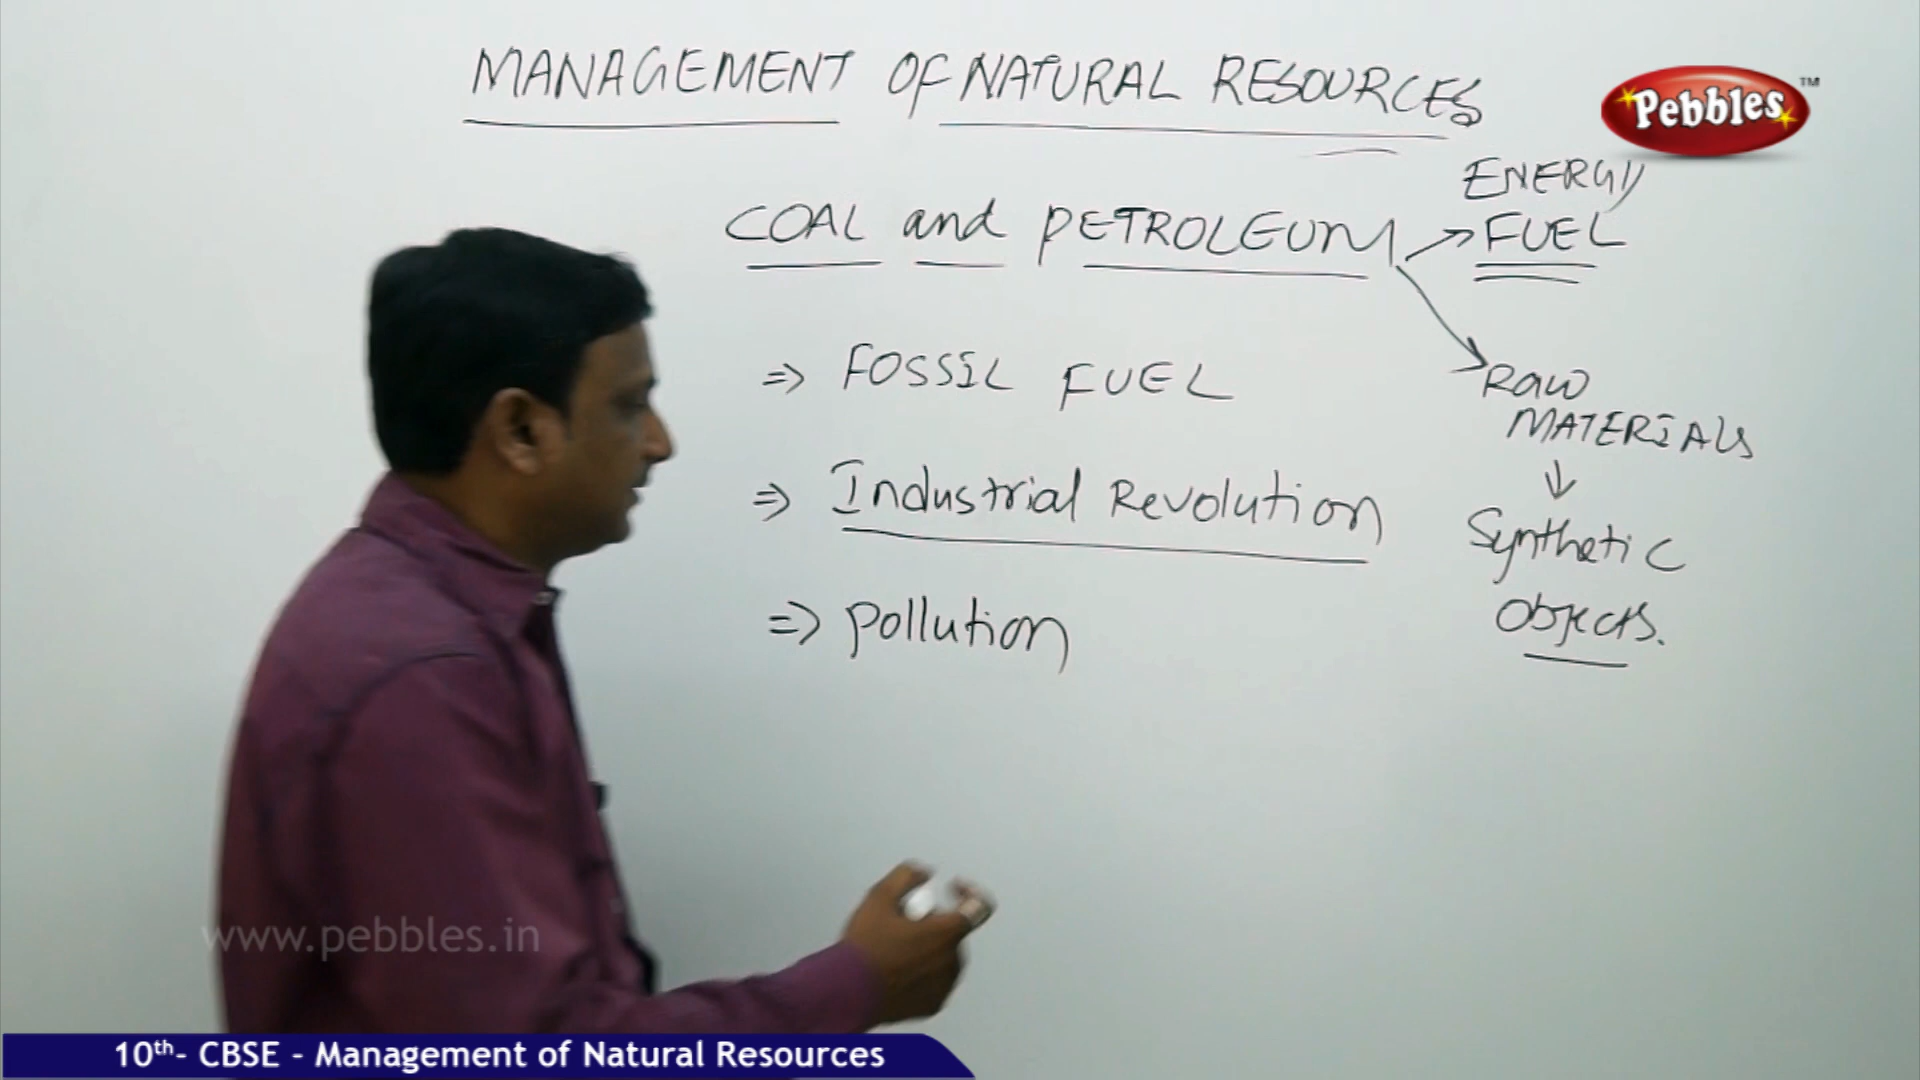 MANAGEMENT OF NATURAL RESOURCES
Pebbles™
ENERGY
COAL and PETROLEUM → FUEL
⇒ FOSSIL FUEL
RAW
MATERIALS
↓
⇒ Industrial Revolution
Synthetic
Objects.
⇒ Pollution
www.pebbles.in
10th- CBSE - Management of Natural Resources